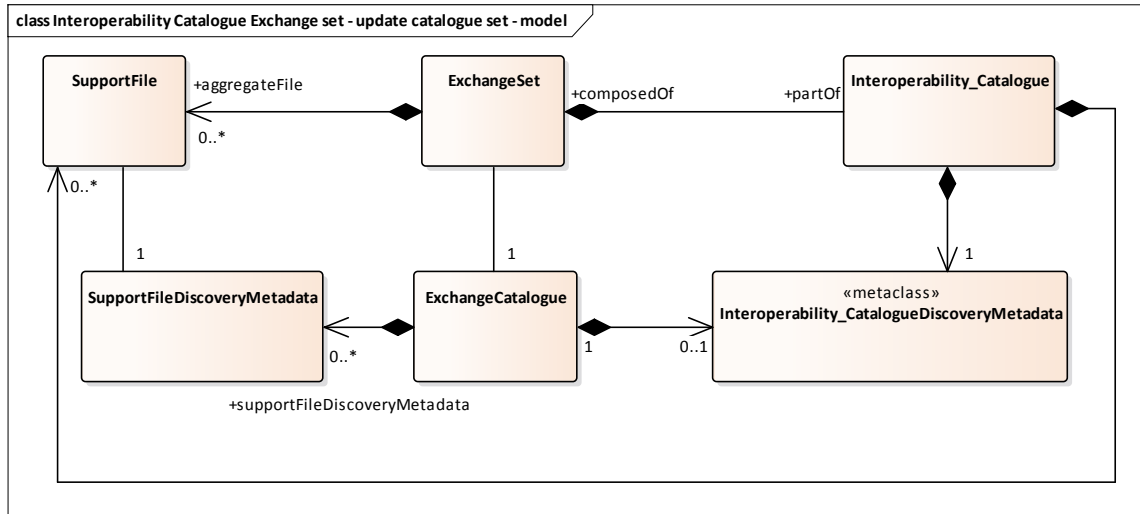 class Interoperability Catalogue Exchange set - update catalogue set - model
SupportFile
+aggregateFile
0..*
ExchangeSet
+composedOf
+partOf
Interoperability_Catalogue
0..*
1
1
1
SupportFileDiscoveryMetadata
0..*
+supportFileDiscoveryMetadata
ExchangeCatalogue
1
0..1
«metaclass»
Interoperability_CatalogueDiscoveryMetadata